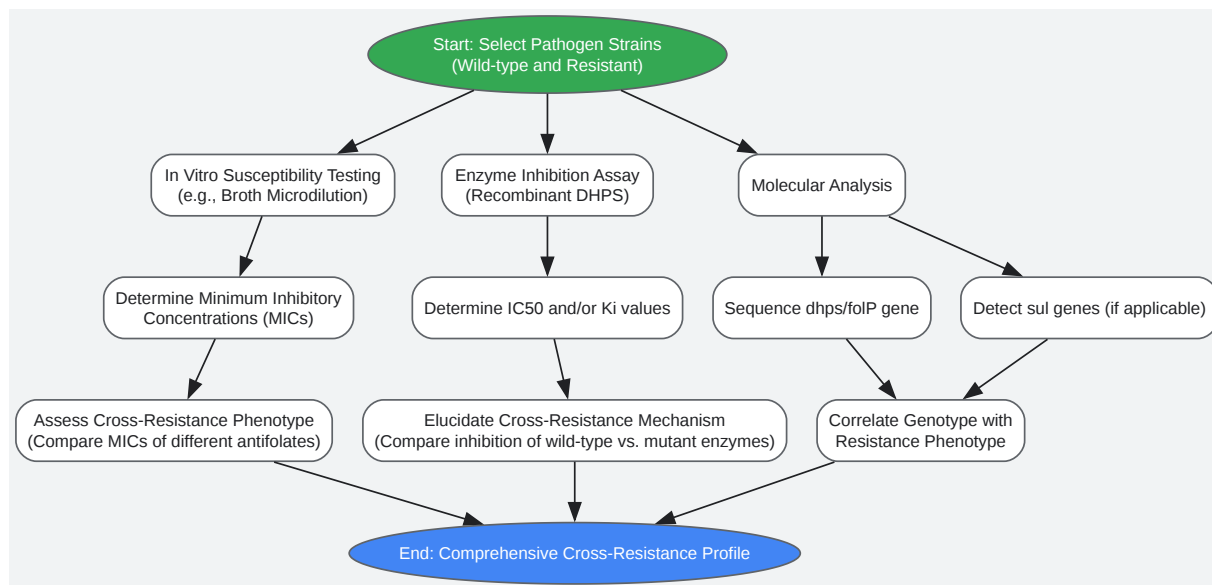 Start: Select Pathogen Strains
(Wild-type and Resistant)
In Vitro Susceptibility Testing
(e.g., Broth Microdilution)
Enzyme Inhibition Assay
(Recombinant DHPS)
Molecular Analysis
Determine Minimum Inhibitory
Concentrations (MICs)
Determine IC50 and/or Ki values
Sequence dhps/folP gene
Detect sul genes (if applicable)
Assess Cross-Resistance Phenotype
(Compare MICs of different antifolates)
Elucidate Cross-Resistance Mechanism
(Compare inhibition of wild-type vs. mutant enzymes)
Correlate Genotype with
Resistance Phenotype
End: Comprehensive Cross-Resistance Profile